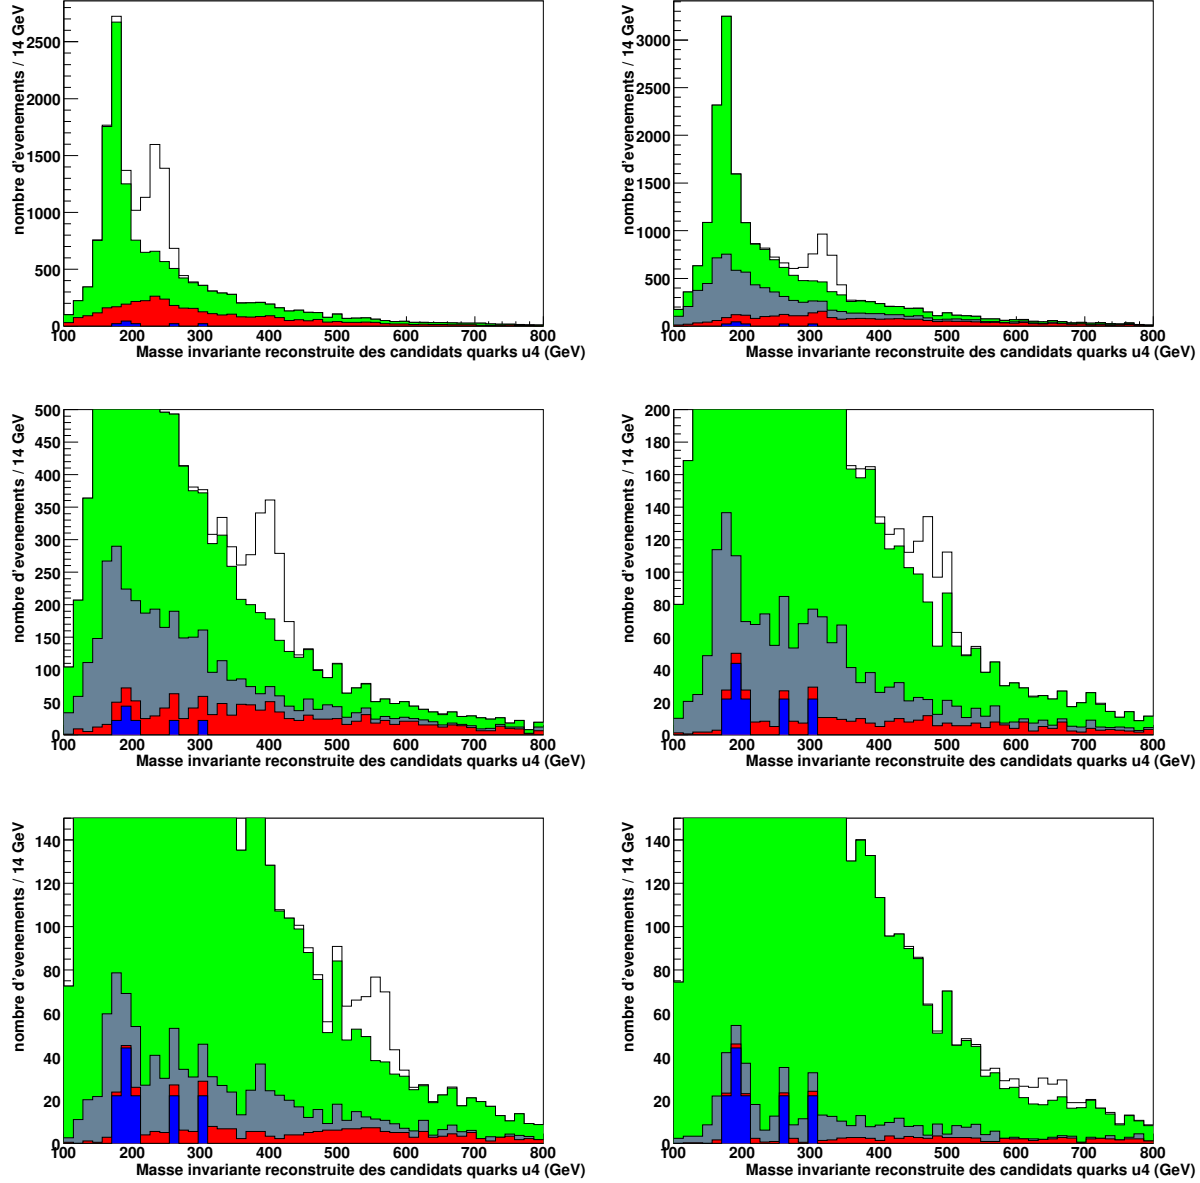 nombre d'evenements / 14 GeV
2500
2000
1500
1000
500
0
100 200 300 400 500 600 700 800
Masse invariante reconstruite des candidats quarks u4 (GeV)
nombre d'evenements / 14 GeV
3000
2500
2000
1500
1000
500
0
100 200 300 400 500 600 700 800
Masse invariante reconstruite des candidats quarks u4 (GeV)
nombre d'evenements / 14 GeV
500
450
400
350
300
250
200
150
100
50
0
100 200 300 400 500 600 700 800
Masse invariante reconstruite des candidats quarks u4 (GeV)
nombre d'evenements / 14 GeV
200
180
160
140
120
100
80
60
40
20
0
100 200 300 400 500 600 700 800
Masse invariante reconstruite des candidats quarks u4 (GeV)
nombre d'evenements / 14 GeV
140
120
100
80
60
40
20
0
100 200 300 400 500 600 700 800
Masse invariante reconstruite des candidats quarks u4 (GeV)
nombre d'evenements / 14 GeV
140
120
100
80
60
40
20
0
100 200 300 400 500 600 700 800
Masse invariante reconstruite des candidats quarks u4 (GeV)